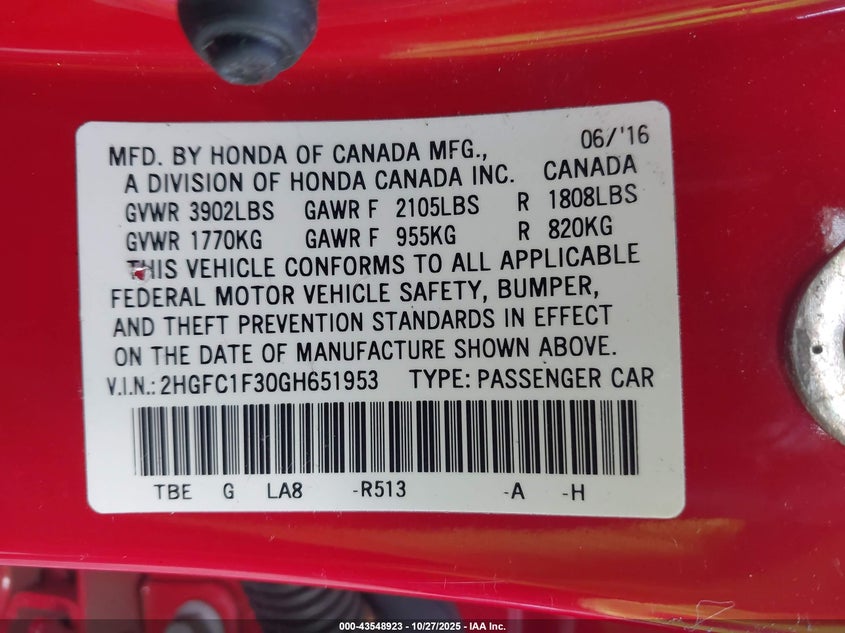 MFD. BY HONDA OF CANADA MFG., 06/'16
A DIVISION OF HONDA CANADA INC. CANADA
GVWR 3902LBS GAWR F 2105LBS R 1808LBS
GVWR 1770KG GAWR F 955KG R 820KG
THIS VEHICLE CONFORMS TO ALL APPLICABLE
FEDERAL MOTOR VEHICLE SAFETY, BUMPER,
AND THEFT PREVENTION STANDARDS IN EFFECT
ON THE DATE OF MANUFACTURE SHOWN ABOVE.
V.I.N.: 2HGFC1F30GH651953 TYPE: PASSENGER CAR
TBE G LA8 -R513 -A -H
000-43548923 - 10/27/2025 - IAA Inc.